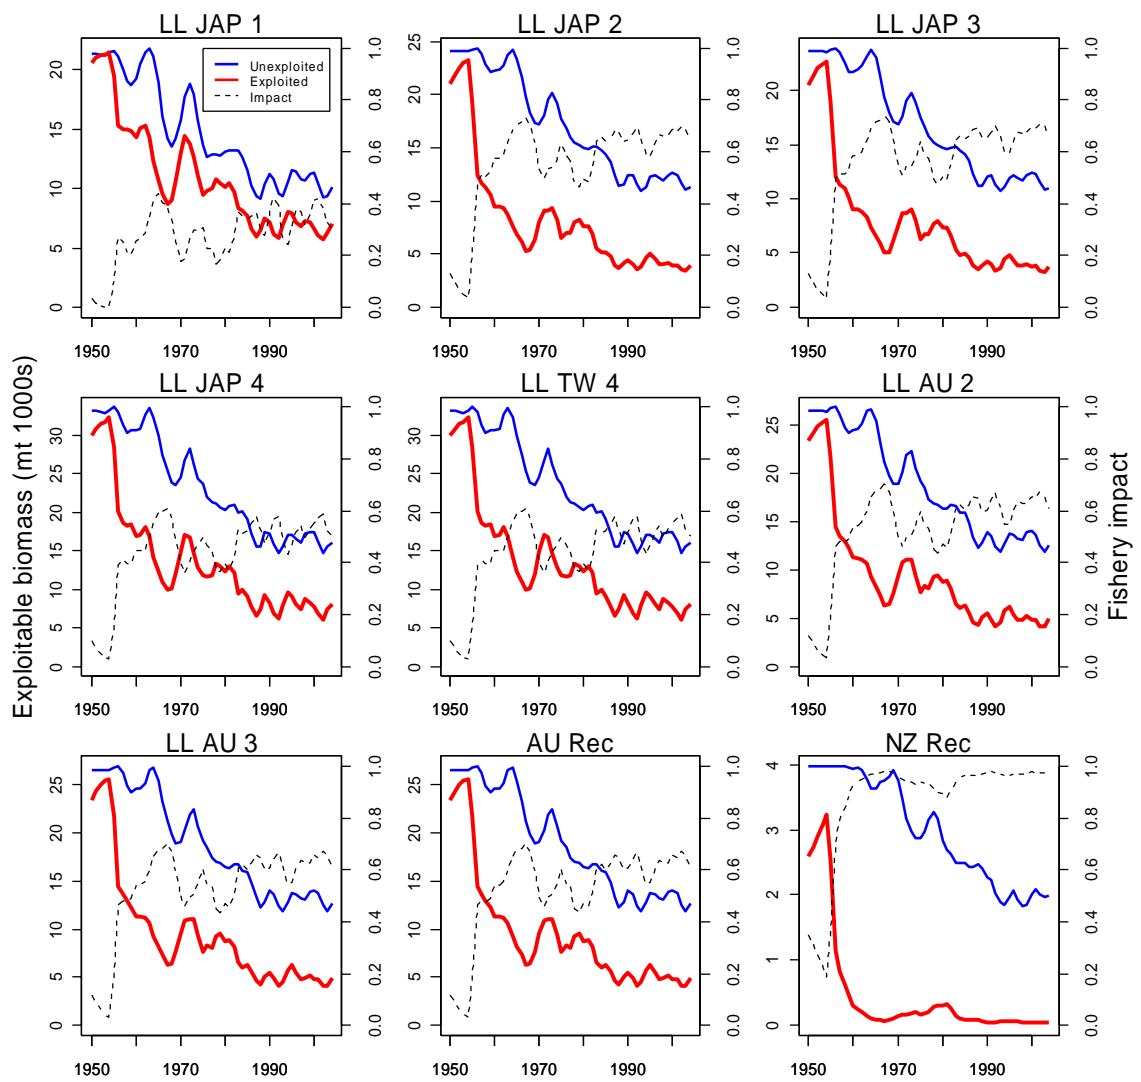 LL JAP 1
LL JAP 2
LL JAP 3
Unexploited
Exploited
Impact
0 5 10 15 20
0.0 0.2 0.4 0.6 0.8 1.0
0 5 10 15 20 25
0.0 0.2 0.4 0.6 0.8 1.0
0 5 10 15 20
0.0 0.2 0.4 0.6 0.8 1.0
1950 1970 1990
1950 1970 1990
1950 1970 1990
Exploitable biomass (mt 1000s)
Fishery impact
LL JAP 4
LL TW 4
LL AU 2
0 5 10 15 20 25 30
0.0 0.2 0.4 0.6 0.8 1.0
0 5 10 15 20 25 30
0.0 0.2 0.4 0.6 0.8 1.0
0 5 10 15 20 25
0.0 0.2 0.4 0.6 0.8 1.0
1950 1970 1990
1950 1970 1990
1950 1970 1990
LL AU 3
AU Rec
NZ Rec
0 5 10 15 20 25
0.0 0.2 0.4 0.6 0.8 1.0
0 5 10 15 20 25
0.0 0.2 0.4 0.6 0.8 1.0
0 1 2 3 4
0.0 0.2 0.4 0.6 0.8 1.0
1950 1970 1990
1950 1970 1990
1950 1970 1990